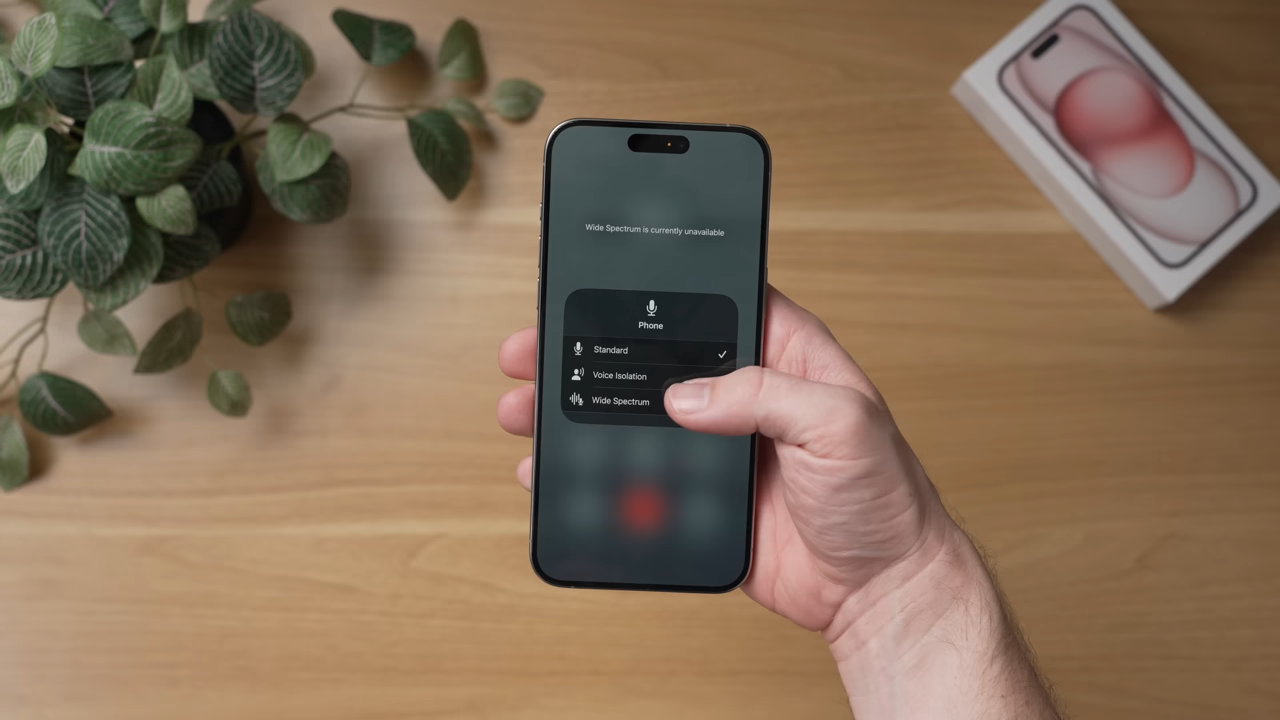 Wide Spectrum is currently unavailable
Phone
Standard
Voice Isolation
Wide Spectrum